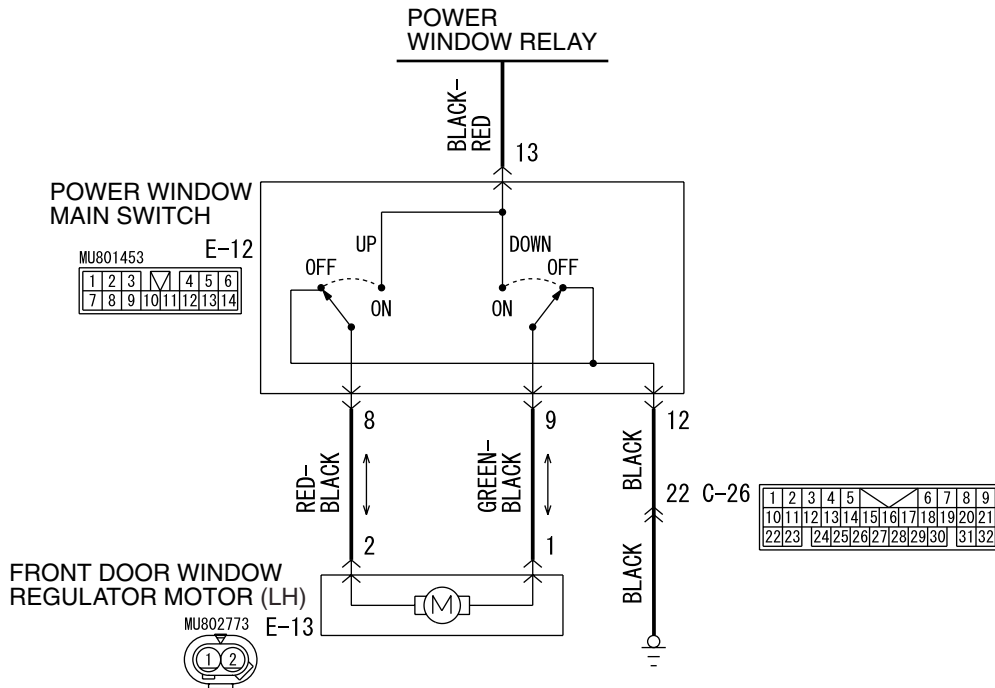 POWER
WINDOW RELAY
BLACK-
RED
13
POWER WINDOW
MAIN SWITCH
E-12
MU801453
1 2 3 4 5 6
7 8 9 10 11 12 13 14
UP
DOWN
OFF
OFF
ON
ON
8
9
12
RED-
BLACK
GREEN-
BLACK
BLACK
22 C-26
1 2 3 4 5 6 7 8 9
10 11 12 13 14 15 16 17 18 19 20 21
22 23 24 25 26 27 28 29 30 31 32
BLACK
2
1
FRONT DOOR WINDOW
REGULATOR MOTOR (LH)
MU802773
E-13
M
1 2